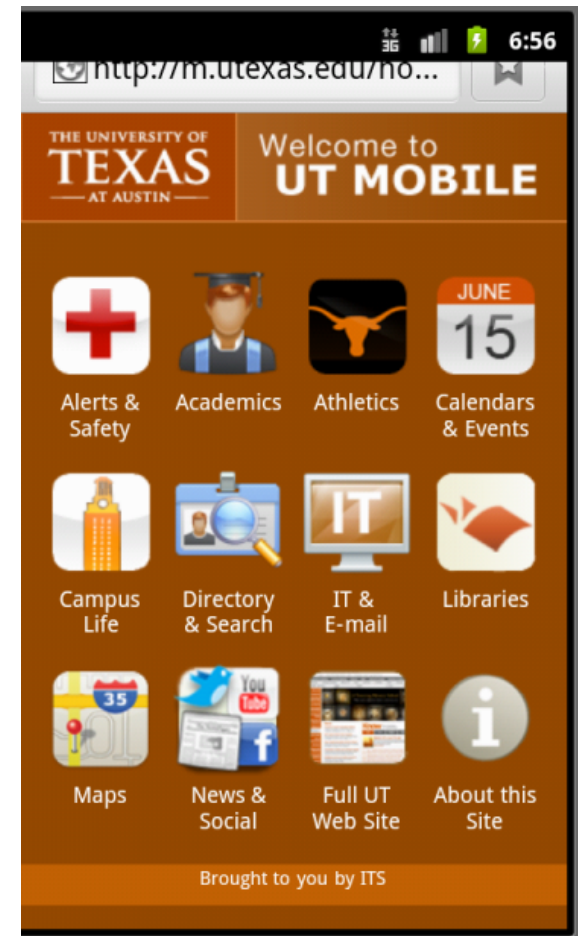 3G 6:56
http://m.utexas.edu/ho...
THE UNIVERSITY OF
TEXAS
AT AUSTIN
Welcome to
UT MOBILE
JUNE
15
Alerts &
Safety
Academics
Athletics
Calendars
& Events
IT
Campus
Life
Directory
& Search
IT &
E-mail
Libraries
35
You
Tube
f
i
Maps
News &
Social
Full UT
Web Site
About this
Site
Brought to you by ITS